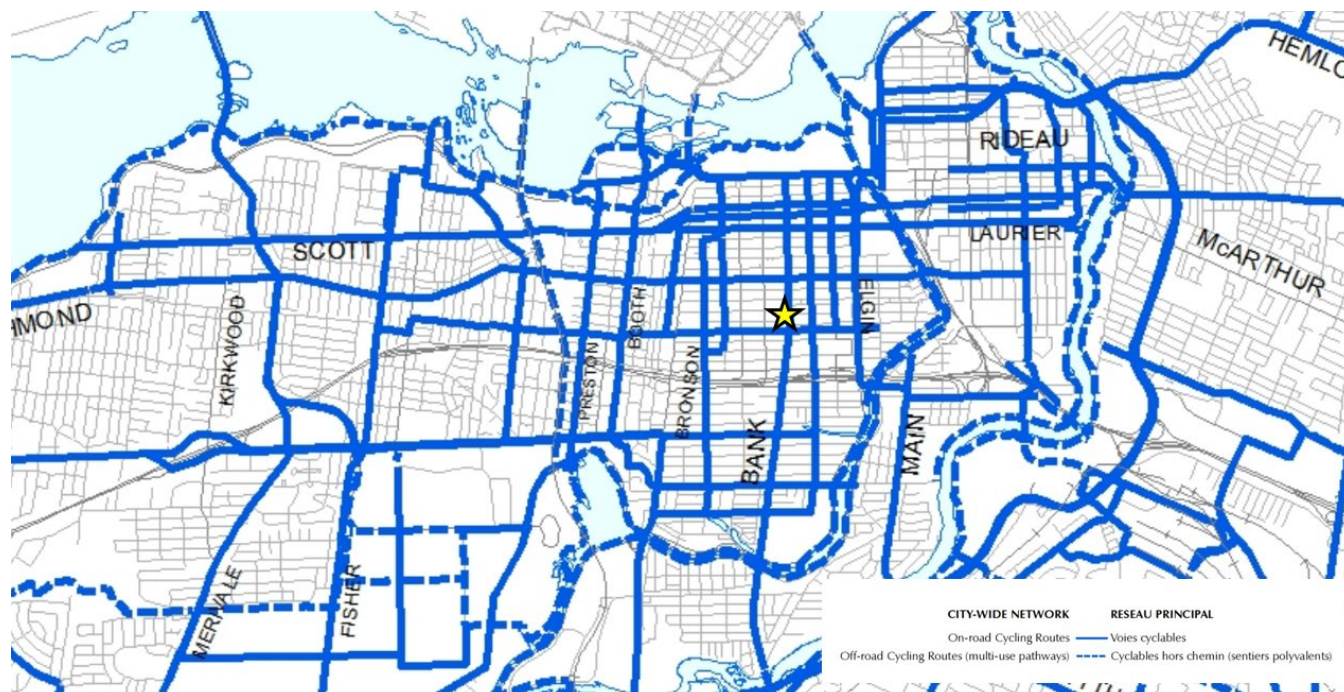 HEMLO
RIDEAU
McARTHUR
SCOTT
LAURIER
HMOND
KIRKWOOD
BOOTH
ELGIN
PRESTON
BRONSON
BANK
MAIN
MERIVALE
FISHER
CITY-WIDE NETWORK RESEAU PRINCIPAL
On-road Cycling Routes Voies cyclables
Off-road Cycling Routes (multi-use pathways) Cyclables hors chemin (sentiers polyvalents)